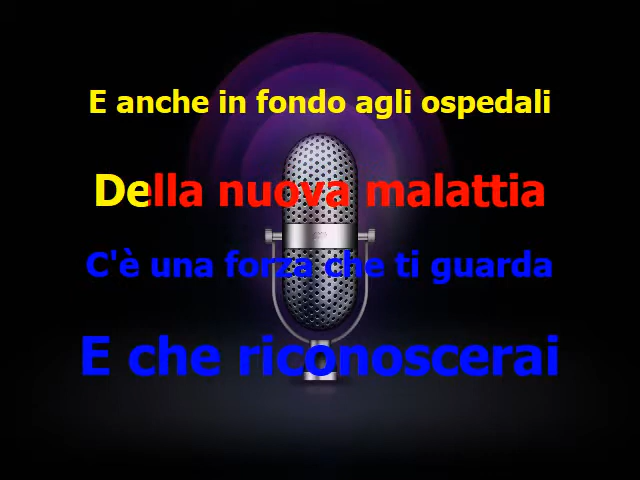 E anche in fondo agli ospedali
Della nuova malattia
C'è una forza che ti guarda
E che riconoscerai